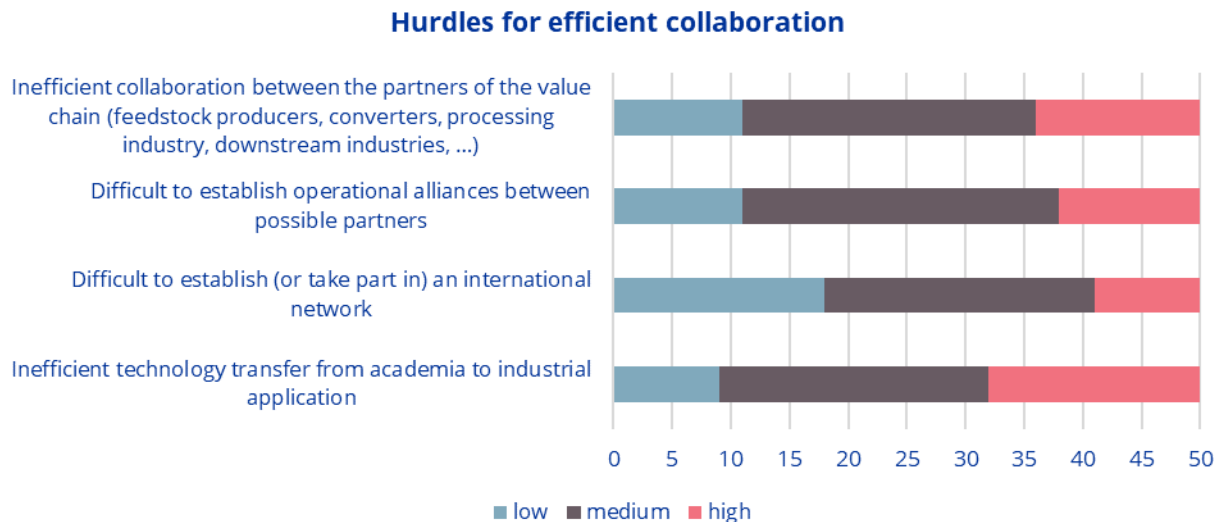 Hurdles for efficient collaboration
Inefficient collaboration between the partners of the value
chain (feedstock producers, converters, processing
industry, downstream industries, ...)
Difficult to establish operational alliances between
possible partners
Difficult to establish (or take part in) an international
network
Inefficient technology transfer from academia to industrial
application
0 5 10 15 20 25 30 35 40 45 50
low medium high